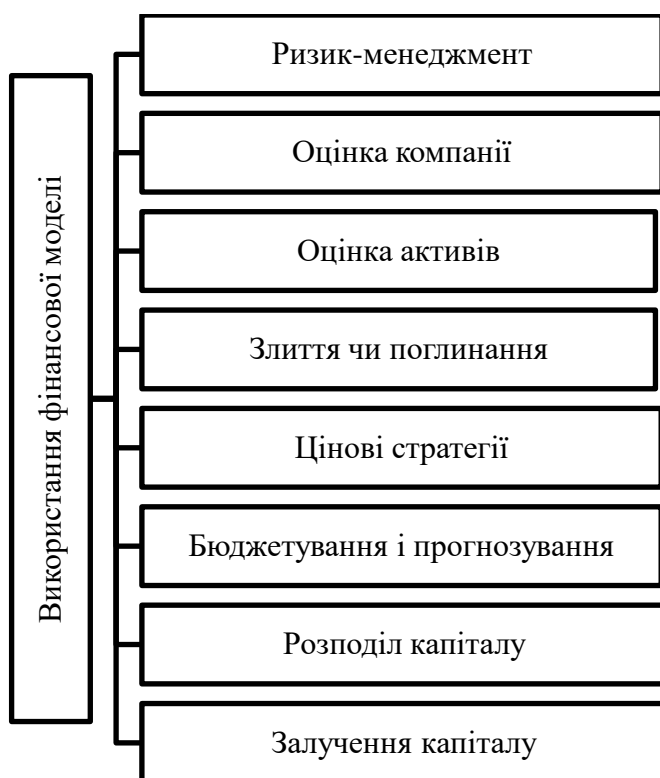 Використання фінансової моделі
Ризик-менеджмент
Оцінка компанії
Оцінка активів
Злиття чи поглинання
Цінові стратегії
Бюджетування і прогнозування
Розподіл капіталу
Залучення капіталу